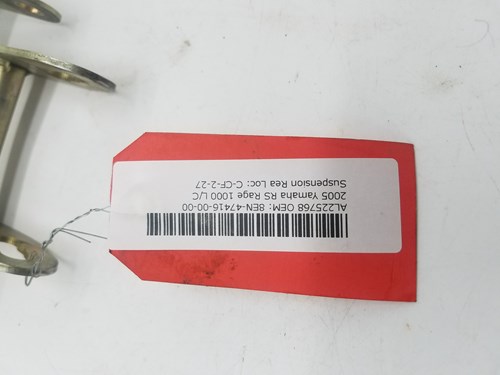 AL225768 OEM: 8EN-47416-00-00
2005 Yamaha RS Rage 1000 L/C
Suspension Rea Loc: C-CF-2-27